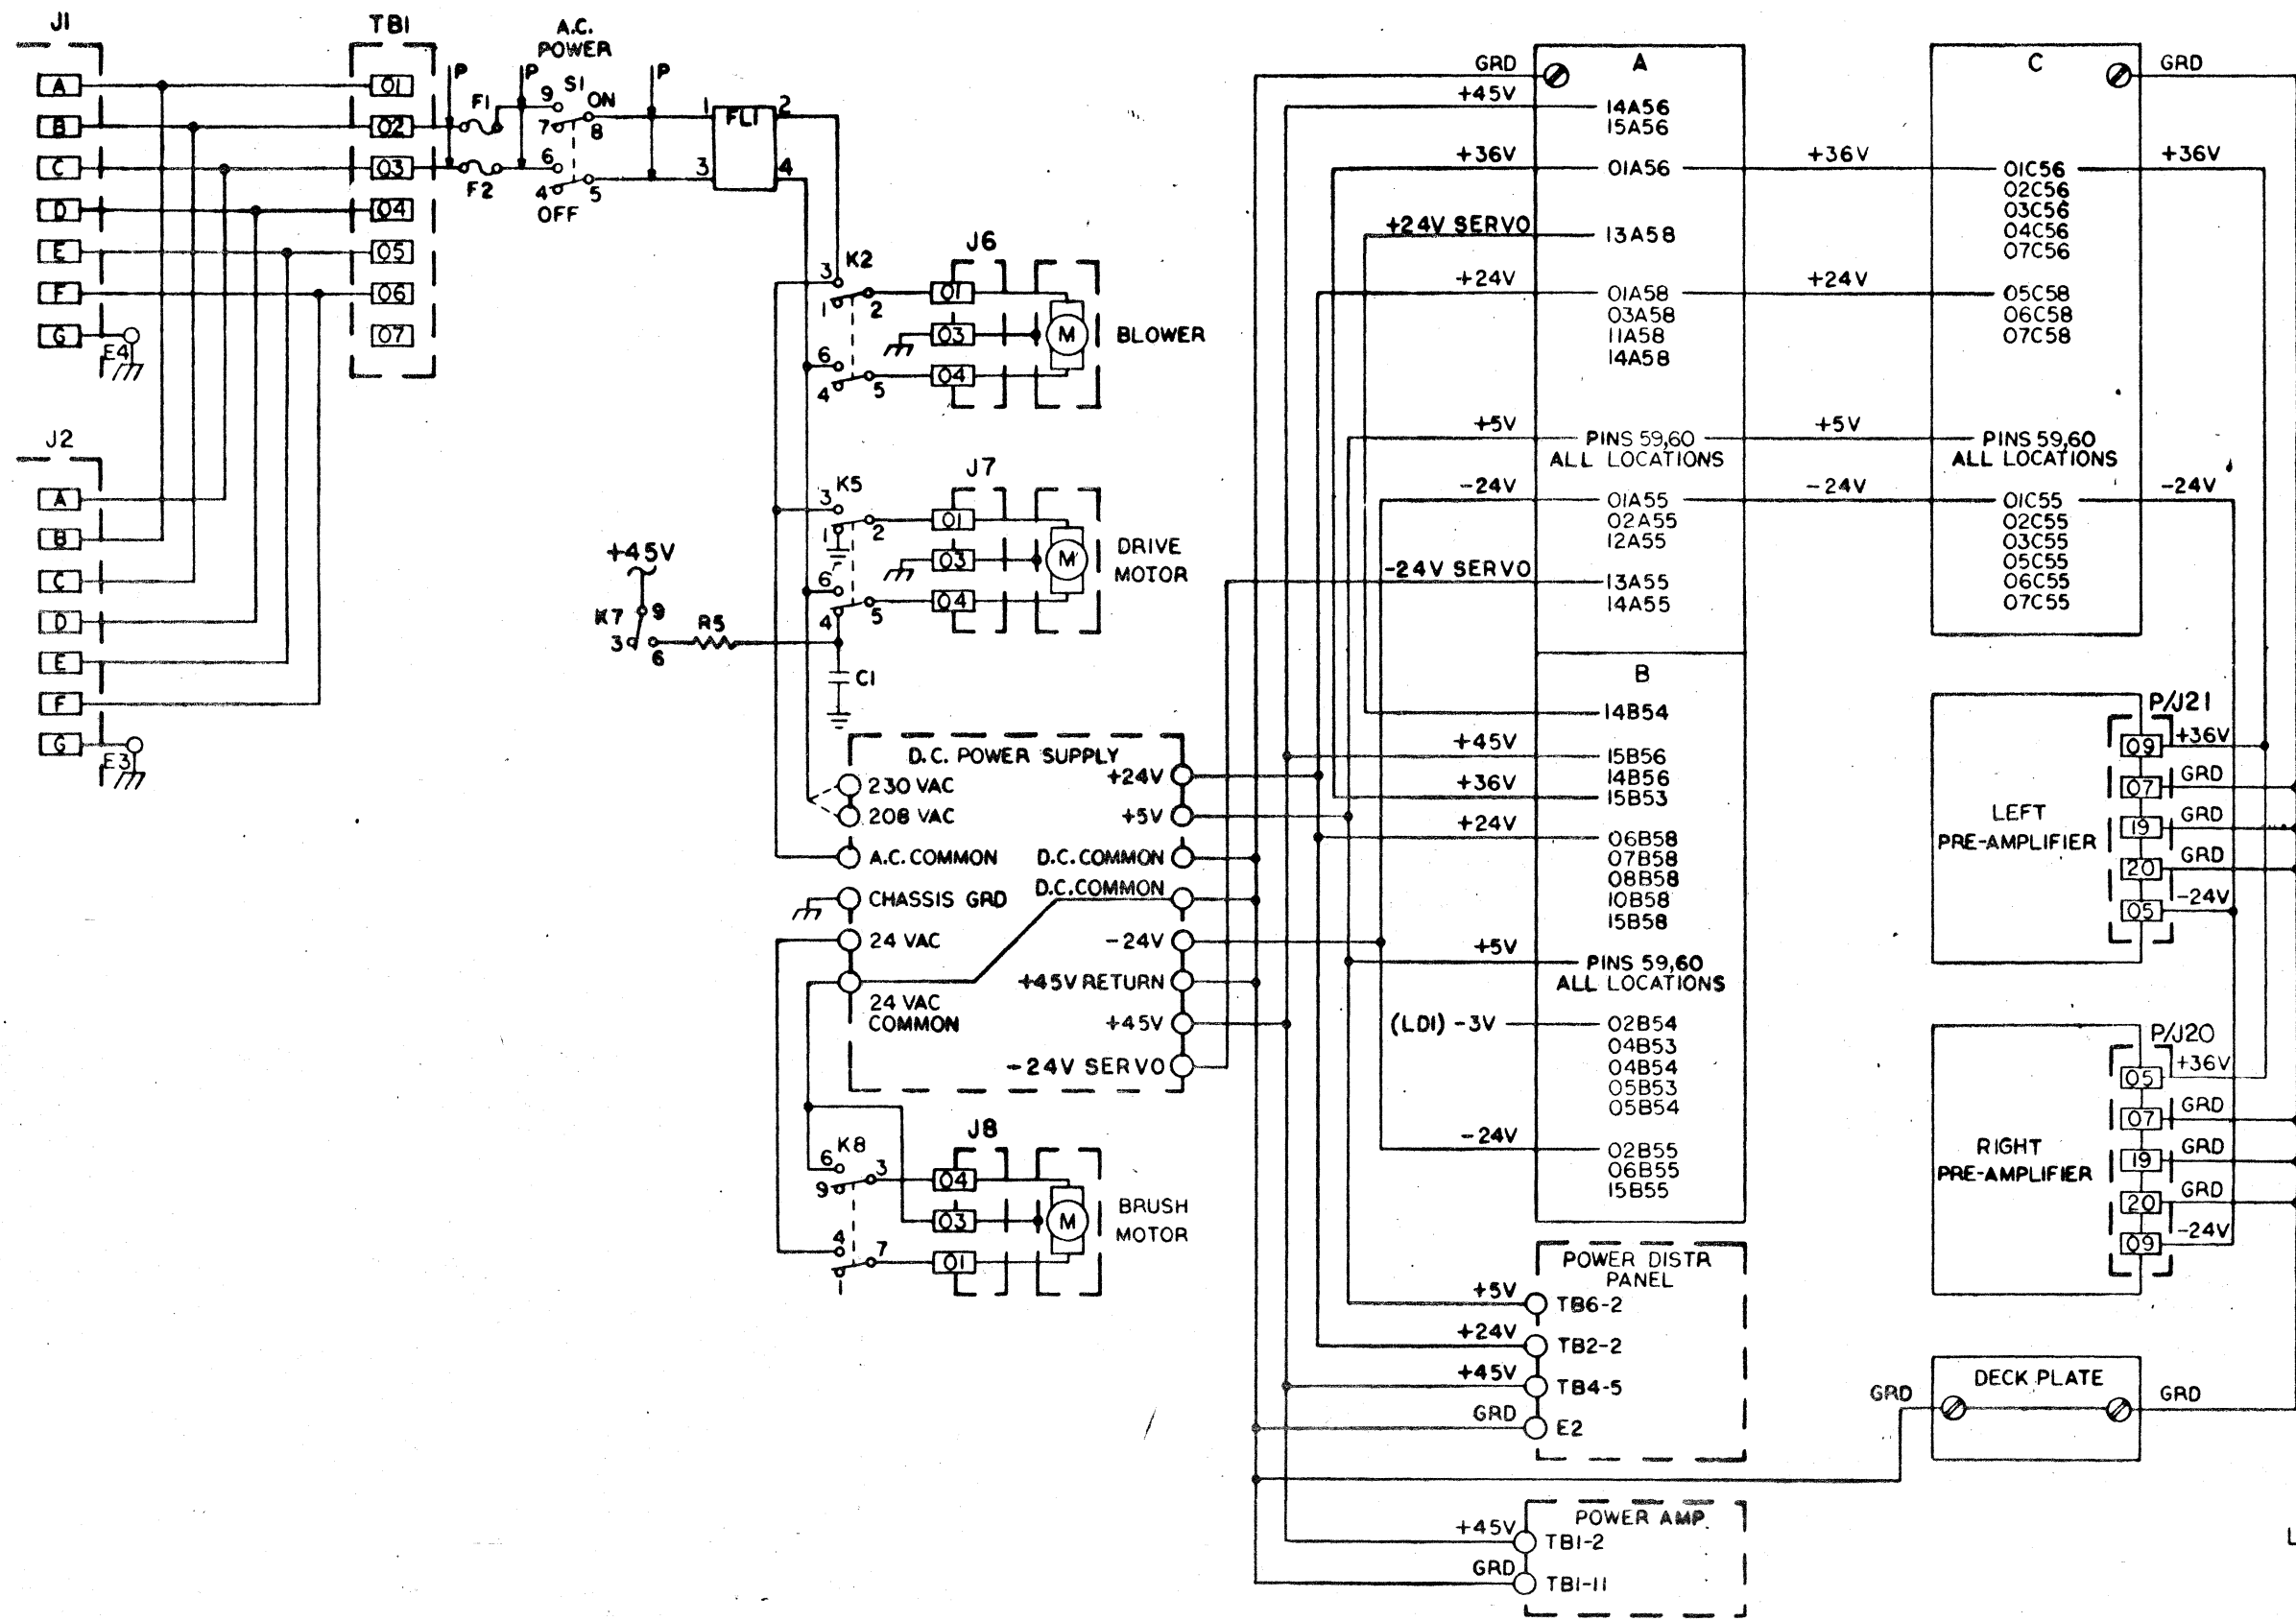 J1
A
B
C
D
E
F
G
E4
J2
A
B
C
D
E
F
G
E3
TB1
01
02
03
04
05
06
07
P
F1
F2
P
A.C.
POWER
S1
ON
9
7
8
6
4
5
OFF
P
1
FL1
2
3
4
K2
3
1
2
6
4
5
J6
01
03
04
M
BLOWER
K5
3
1
2
6
4
5
J7
01
03
04
M
DRIVE
MOTOR
+45V
K7
9
3
6
R5
C1
D.C. POWER SUPPLY
230 VAC
208 VAC
A.C. COMMON
CHASSIS GRD
24 VAC
24 VAC
COMMON
+24V
+5V
D.C. COMMON
D.C. COMMON
-24V
+45V RETURN
+45V
-24V SERVO
K8
6
9
3
4
7
1
J8
04
03
01
M
BRUSH
MOTOR
A
GRD
+45V
14A56
15A56
+36V
01A56
+24V SERVO
13A58
+24V
01A58
03A58
11A58
14A58
+5V
PINS 59,60
ALL LOCATIONS
-24V
01A55
02A55
12A55
-24V SERVO
13A55
14A55
B
14B54
+45V
15B56
14B56
+36V
15B53
+24V
06B58
07B58
08B58
10B58
15B58
+5V
PINS 59,60
ALL LOCATIONS
(LD1) -3V
02B54
04B53
04B54
05B53
05B54
-24V
02B55
06B55
15B55
POWER DISTR
PANEL
+5V
TB6-2
+24V
TB2-2
+45V
TB4-5
GRD
E2
POWER AMP.
+45V
TB1-2
GRD
TB1-11
+36V
+24V
+5V
-24V
C
GRD
01C56
02C56
03C56
04C56
07C56
+36V
05C58
06C58
07C58
PINS 59,60
ALL LOCATIONS
01C55
02C55
03C55
05C55
06C55
07C55
-24V
P/J21
LEFT
PRE-AMPLIFIER
09
+36V
07
GRD
19
GRD
20
GRD
05
-24V
P/J20
RIGHT
PRE-AMPLIFIER
05
+36V
07
GRD
19
GRD
20
GRD
09
-24V
DECK PLATE
GRD
GRD
L